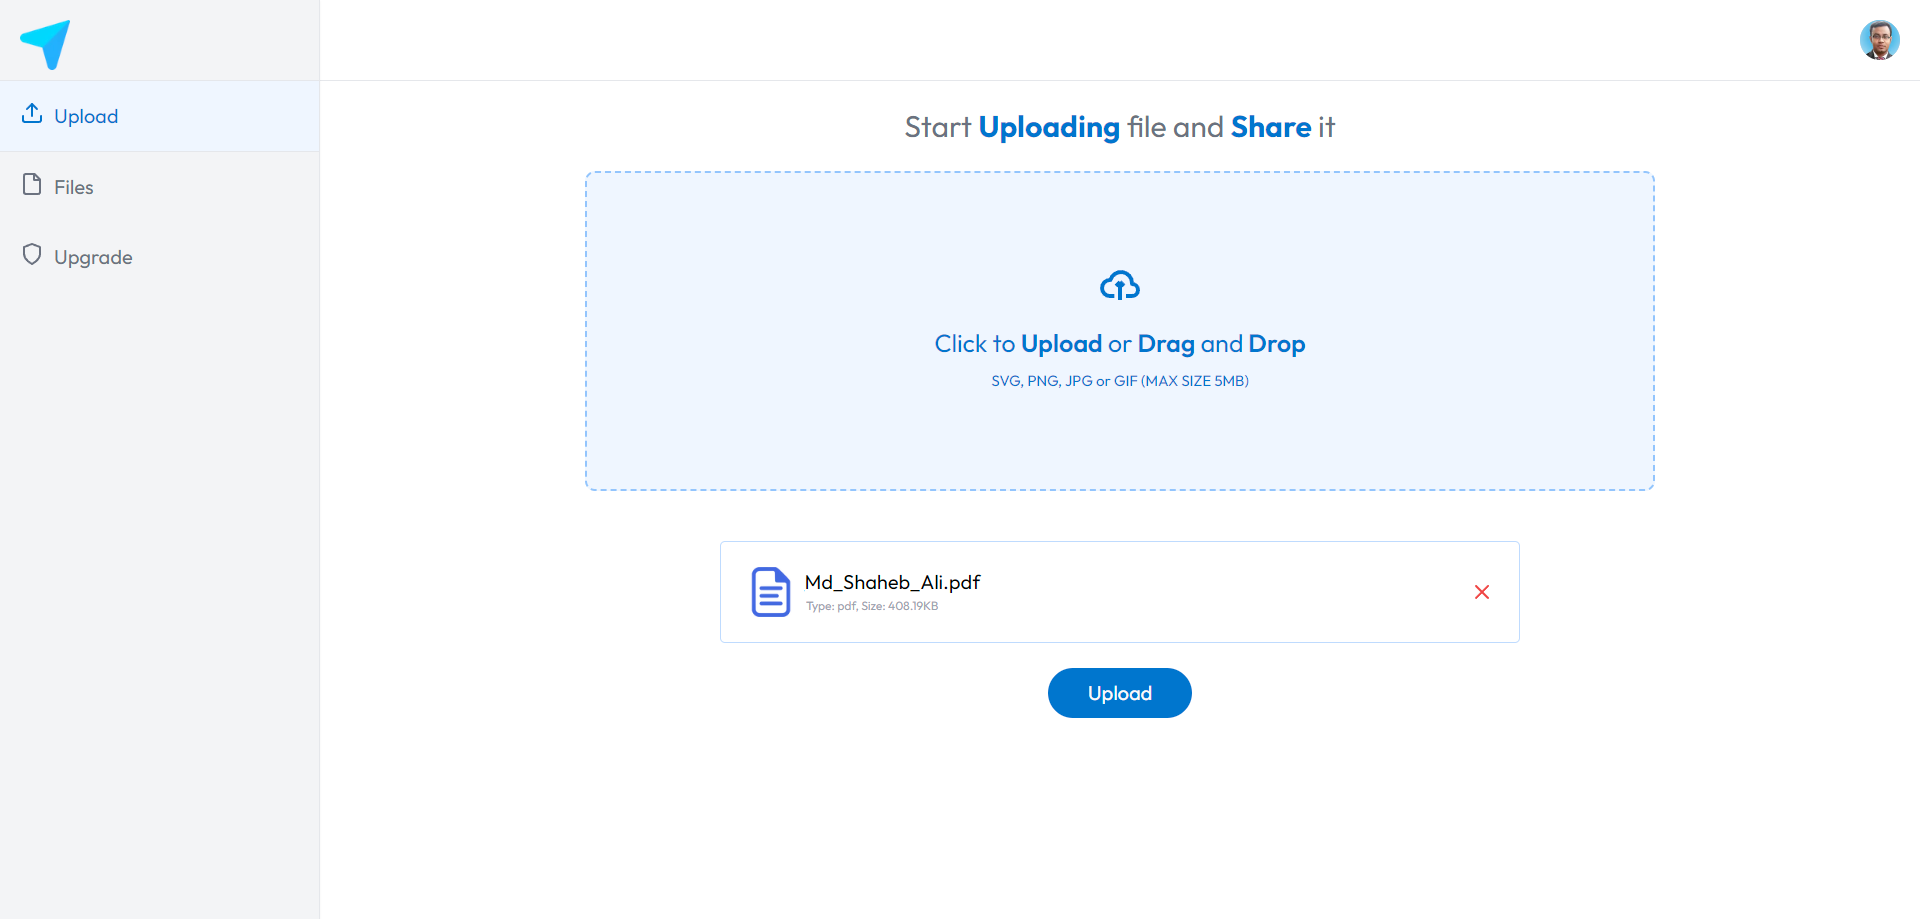 Upload
Files
Upgrade
Start Uploading file and Share it
Click to Upload or Drag and Drop
SVG, PNG, JPG or GIF (MAX SIZE 5MB)
Md_Shaheb_Ali.pdf
Type: pdf, Size: 408.19KB
Upload